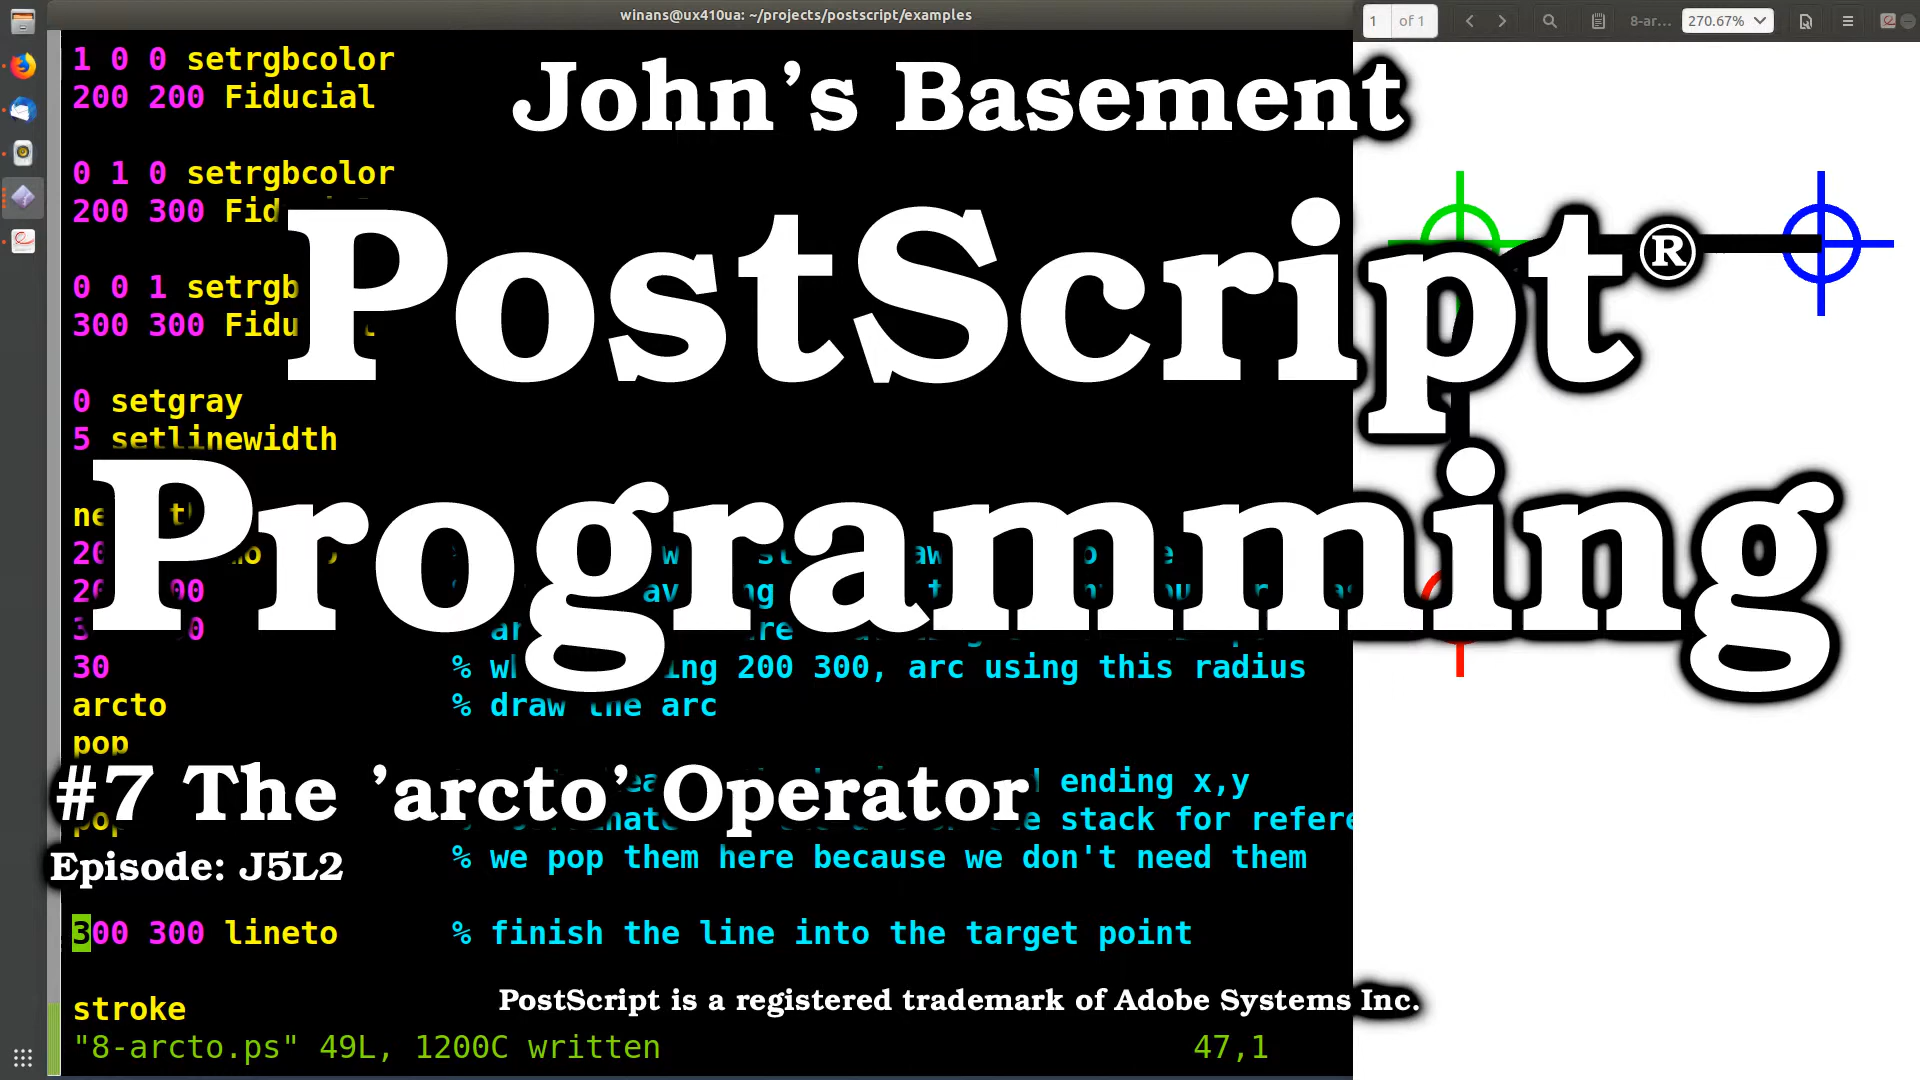 winans@ux410ua: ~/projects/postscript/examples
1 of 1
8-ar...
270.67%
John's Basement
PostScript®
Programming
#7 The 'arcto' Operator
Episode: J5L2
PostScript is a registered trademark of Adobe Systems Inc.
1 0 0 setrgbcolor
200 200 Fiducial
0 1 0 setrgbcolor
200 300
0 0 1
300 300
0 setgray
5 setlinewidth
30 % using 200 300, arc using this radius
arcto % draw the arc
pop
ending x,y
pop stack for refere
% we pop them here because we don't need them
300 300 lineto % finish the line into the target point
stroke
"8-arcto.ps" 49L, 1200C written 47,1